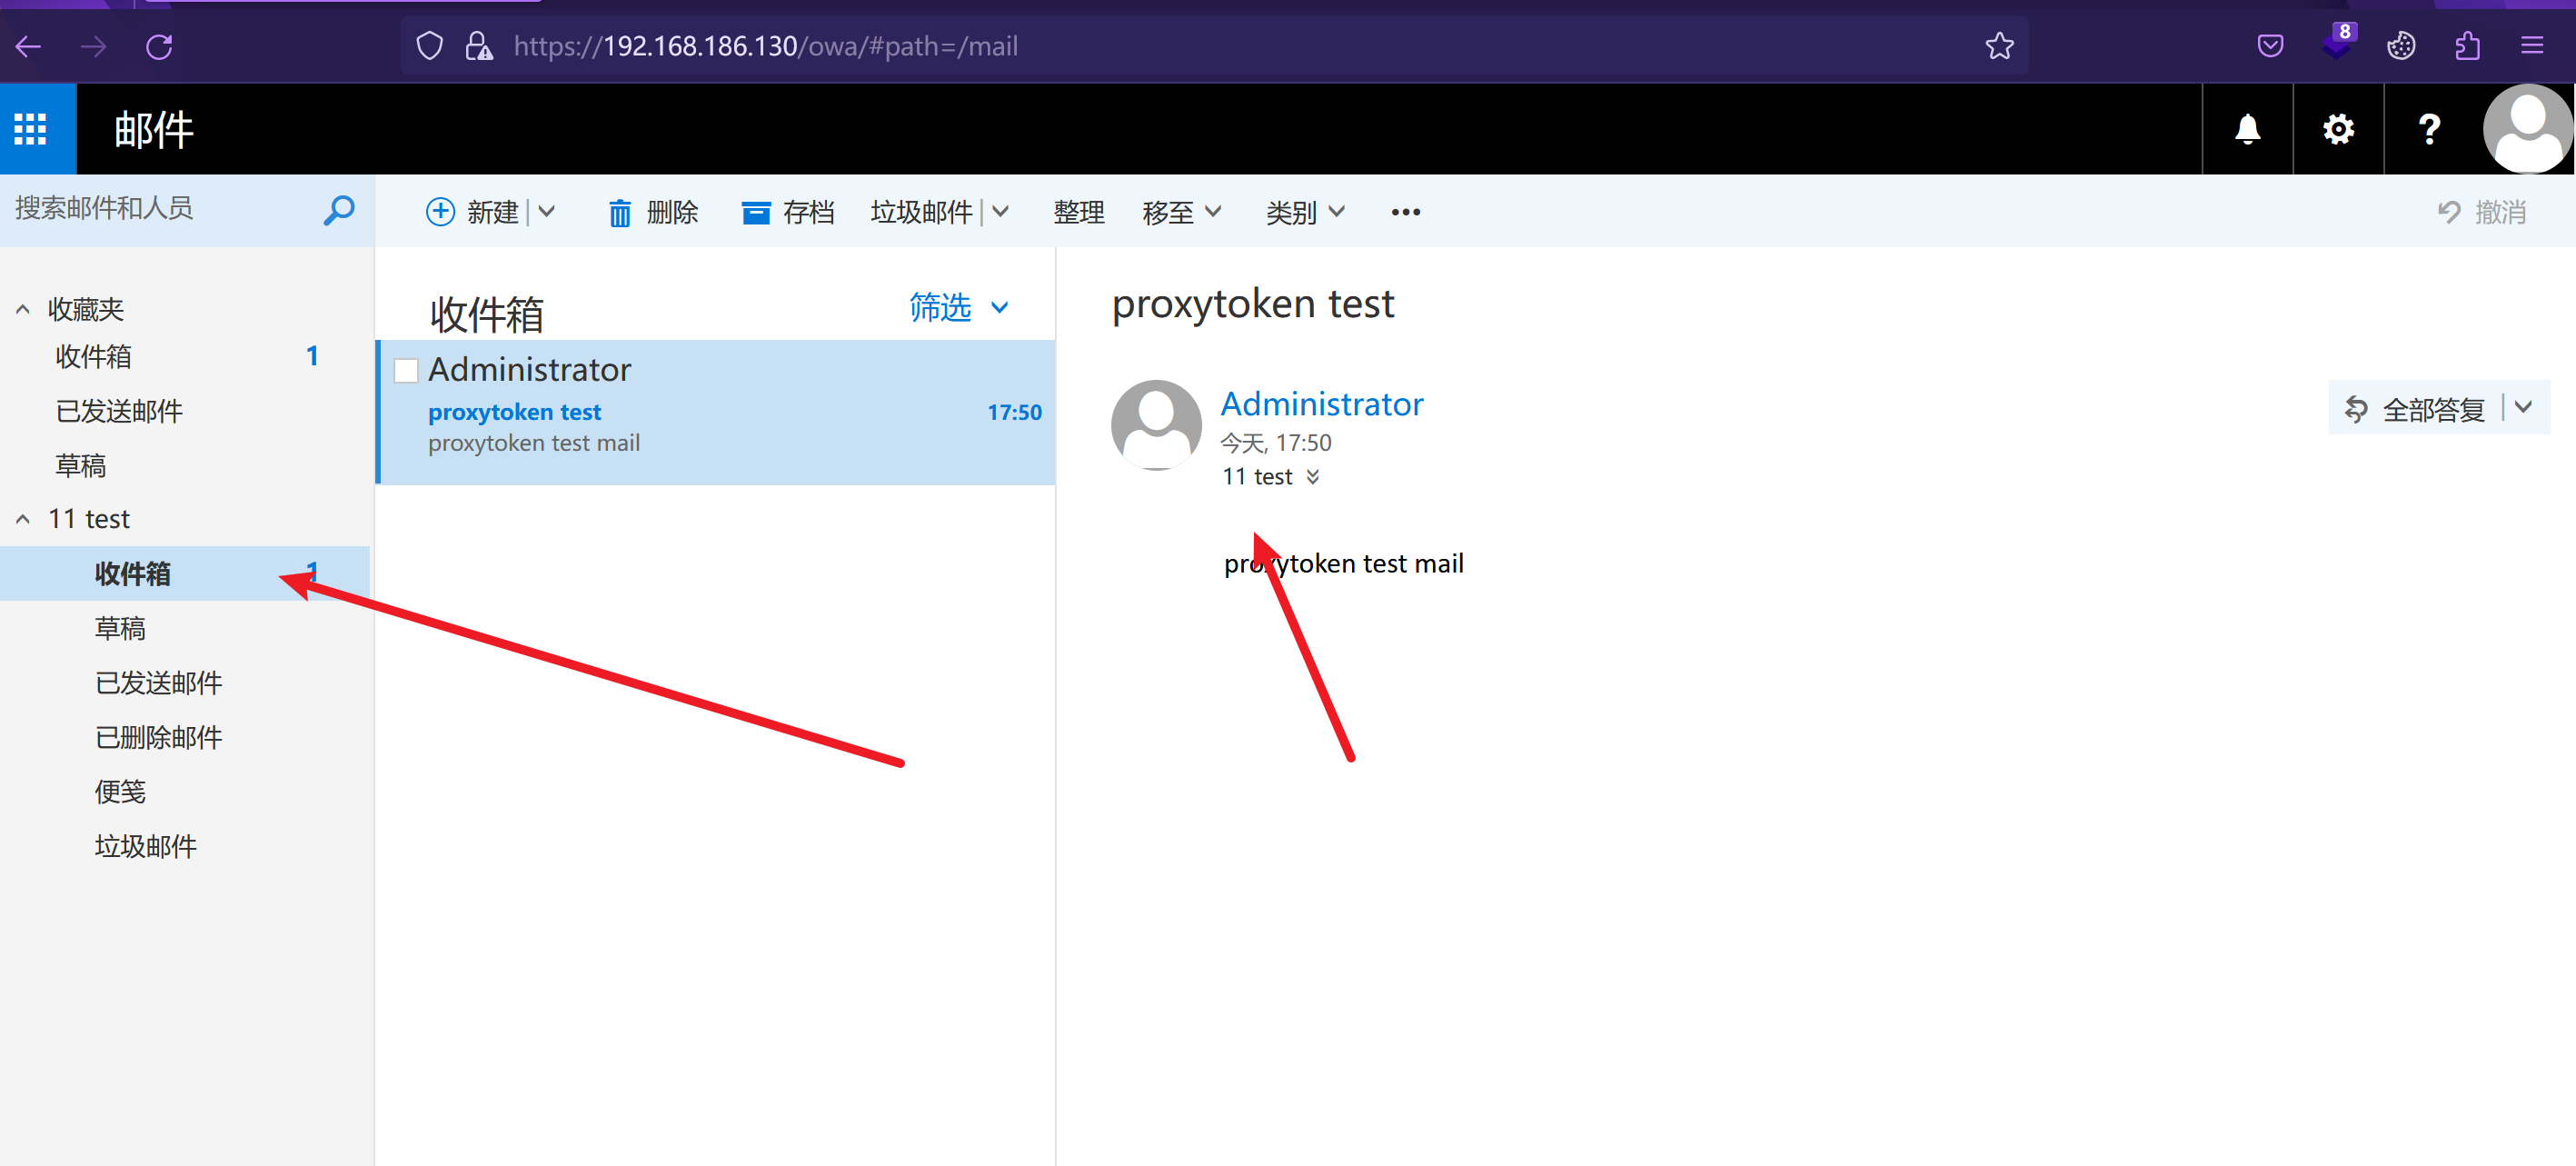 https://192.168.186.130/owa/#path=/mail
8
邮件
?
搜索邮件和人员
新建 删除 存档 垃圾邮件 整理 移至 类别 ••• 撤消
收藏夹
收件箱 1
已发送邮件
草稿
11 test
收件箱 1
草稿
已发送邮件
已删除邮件
便笺
垃圾邮件
收件箱 筛选
Administrator
proxytoken test 17:50
proxytoken test mail
proxytoken test
Administrator
今天, 17:50
11 test
全部答复
proxytoken test mail